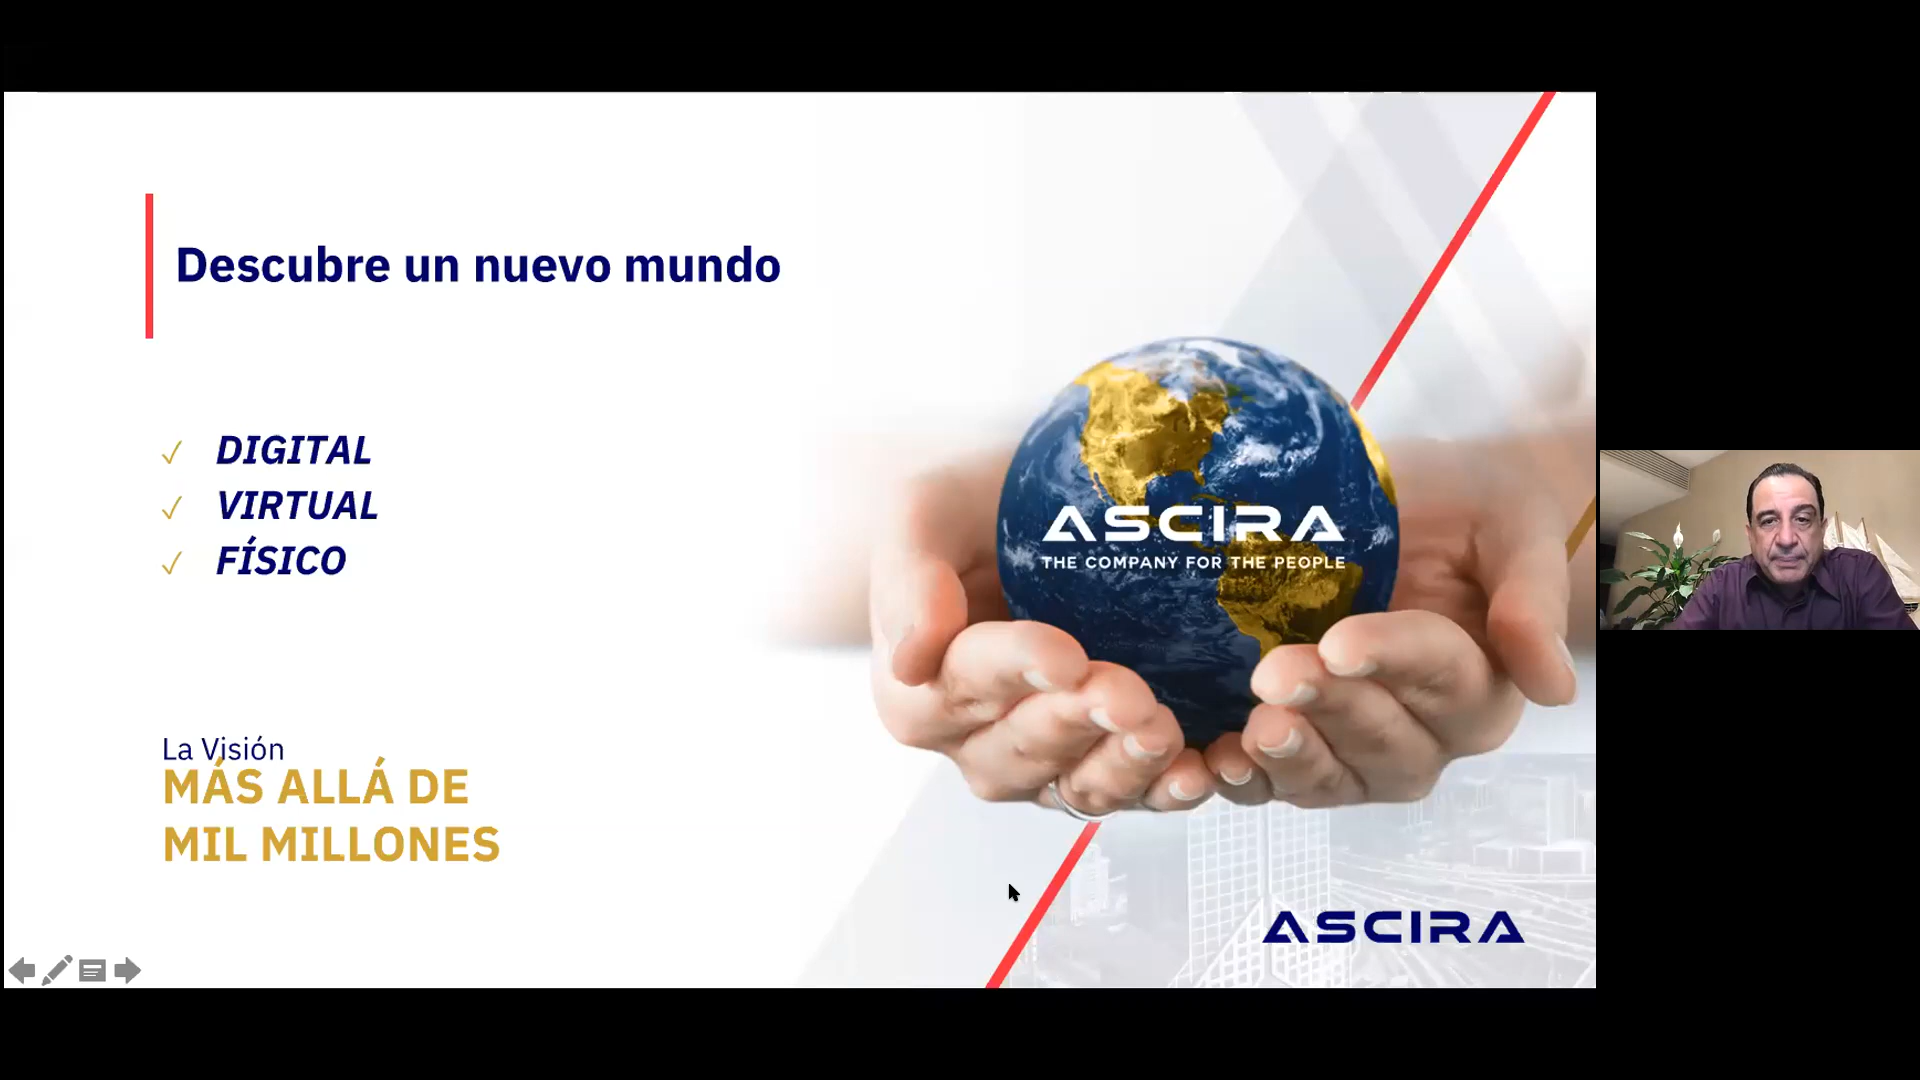 Descubre un nuevo mundo
DIGITAL
VIRTUAL
FÍSICO
ASCIRA
THE COMPANY FOR THE PEOPLE
La Visión
MÁS ALLÁ DE
MIL MILLONES
ASCIRA